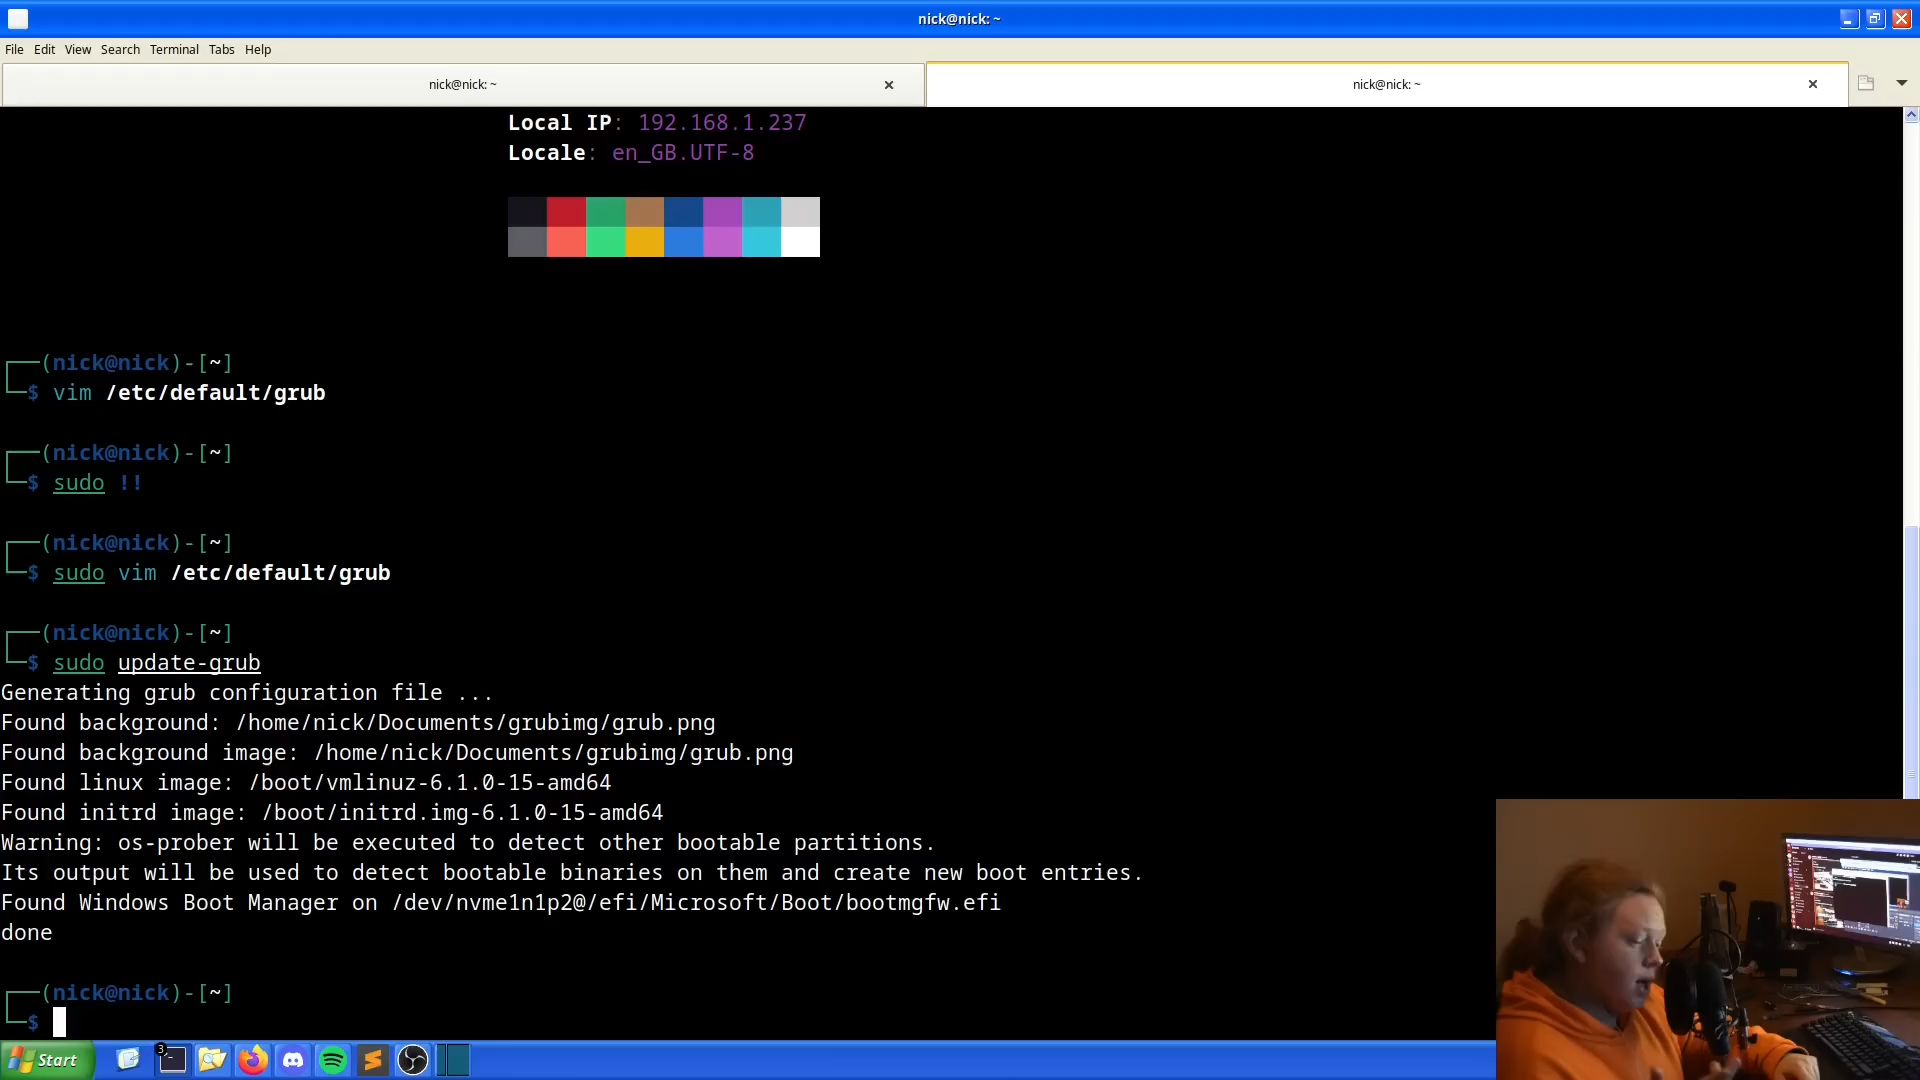 nick@nick: ~
File Edit View Search Terminal Tabs Help
nick@nick: ~
nick@nick: ~
Local IP: 192.168.1.237
Locale: en_GB.UTF-8
(nick@nick)-[~]
$ vim /etc/default/grub
(nick@nick)-[~]
$ sudo !!
(nick@nick)-[~]
$ sudo vim /etc/default/grub
(nick@nick)-[~]
$ sudo update-grub
Generating grub configuration file ...
Found background: /home/nick/Documents/grubimg/grub.png
Found background image: /home/nick/Documents/grubimg/grub.png
Found linux image: /boot/vmlinuz-6.1.0-15-amd64
Found initrd image: /boot/initrd.img-6.1.0-15-amd64
Warning: os-prober will be executed to detect other bootable partitions.
Its output will be used to detect bootable binaries on them and create new boot entries.
Found Windows Boot Manager on /dev/nvme1n1p2@/efi/Microsoft/Boot/bootmgfw.efi
done
(nick@nick)-[~]
$
Start
3